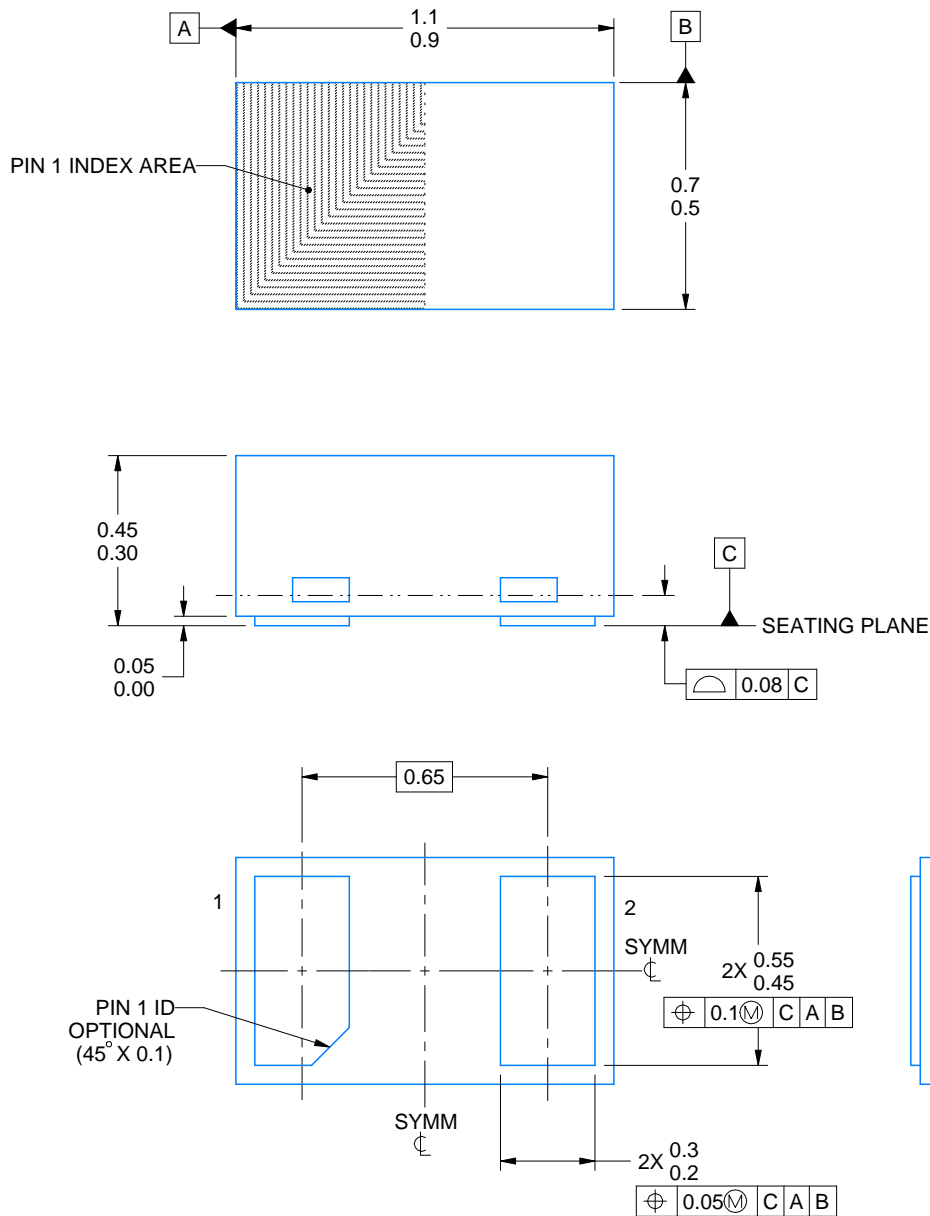 A
1.1
0.9
B
PIN 1 INDEX AREA
0.7
0.5
0.45
0.30
C
SEATING PLANE
0.05
0.00
0.08 C
0.65
1
2
SYMM
℄
2X 0.55
0.45
⌖ 0.1Ⓜ C A B
PIN 1 ID
OPTIONAL
(45° X 0.1)
SYMM
℄
2X 0.3
0.2
⌖ 0.05Ⓜ C A B